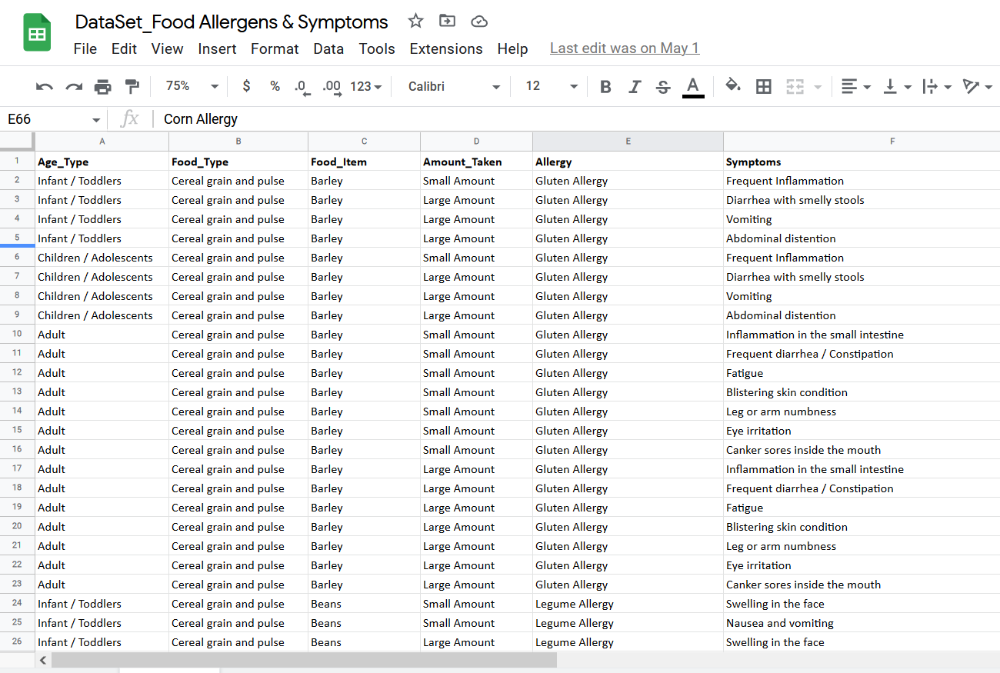 DataSet_Food Allergens & Symptoms
File Edit View Insert Format Data Tools Extensions Help Last edit was on May 1
75% $ % .0 .00 123 Calibri 12 B I S A
E66 fx Corn Allergy
A B C D E F
1 Age_Type Food_Type Food_Item Amount_Taken Allergy Symptoms
2 Infant / Toddlers Cereal grain and pulse Barley Small Amount Gluten Allergy Frequent Inflammation
3 Infant / Toddlers Cereal grain and pulse Barley Large Amount Gluten Allergy Diarrhea with smelly stools
4 Infant / Toddlers Cereal grain and pulse Barley Large Amount Gluten Allergy Vomiting
5 Infant / Toddlers Cereal grain and pulse Barley Large Amount Gluten Allergy Abdominal distention
6 Children / Adolescents Cereal grain and pulse Barley Small Amount Gluten Allergy Frequent Inflammation
7 Children / Adolescents Cereal grain and pulse Barley Large Amount Gluten Allergy Diarrhea with smelly stools
8 Children / Adolescents Cereal grain and pulse Barley Large Amount Gluten Allergy Vomiting
9 Children / Adolescents Cereal grain and pulse Barley Large Amount Gluten Allergy Abdominal distention
10 Adult Cereal grain and pulse Barley Small Amount Gluten Allergy Inflammation in the small intestine
11 Adult Cereal grain and pulse Barley Small Amount Gluten Allergy Frequent diarrhea / Constipation
12 Adult Cereal grain and pulse Barley Small Amount Gluten Allergy Fatigue
13 Adult Cereal grain and pulse Barley Small Amount Gluten Allergy Blistering skin condition
14 Adult Cereal grain and pulse Barley Small Amount Gluten Allergy Leg or arm numbness
15 Adult Cereal grain and pulse Barley Small Amount Gluten Allergy Eye irritation
16 Adult Cereal grain and pulse Barley Small Amount Gluten Allergy Canker sores inside the mouth
17 Adult Cereal grain and pulse Barley Large Amount Gluten Allergy Inflammation in the small intestine
18 Adult Cereal grain and pulse Barley Large Amount Gluten Allergy Frequent diarrhea / Constipation
19 Adult Cereal grain and pulse Barley Large Amount Gluten Allergy Fatigue
20 Adult Cereal grain and pulse Barley Large Amount Gluten Allergy Blistering skin condition
21 Adult Cereal grain and pulse Barley Large Amount Gluten Allergy Leg or arm numbness
22 Adult Cereal grain and pulse Barley Large Amount Gluten Allergy Eye irritation
23 Adult Cereal grain and pulse Barley Large Amount Gluten Allergy Canker sores inside the mouth
24 Infant / Toddlers Cereal grain and pulse Beans Small Amount Legume Allergy Swelling in the face
25 Infant / Toddlers Cereal grain and pulse Beans Small Amount Legume Allergy Nausea and vomiting
26 Infant / Toddlers Cereal grain and pulse Beans Large Amount Legume Allergy Swelling in the face